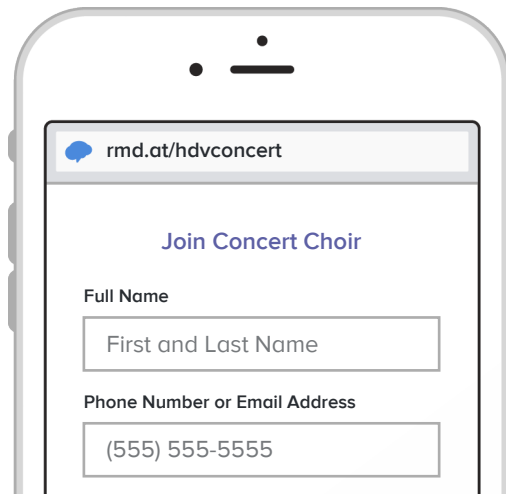 rmd.at/hdvconcert
Join Concert Choir
Full Name
First and Last Name
Phone Number or Email Address
(555) 555-5555